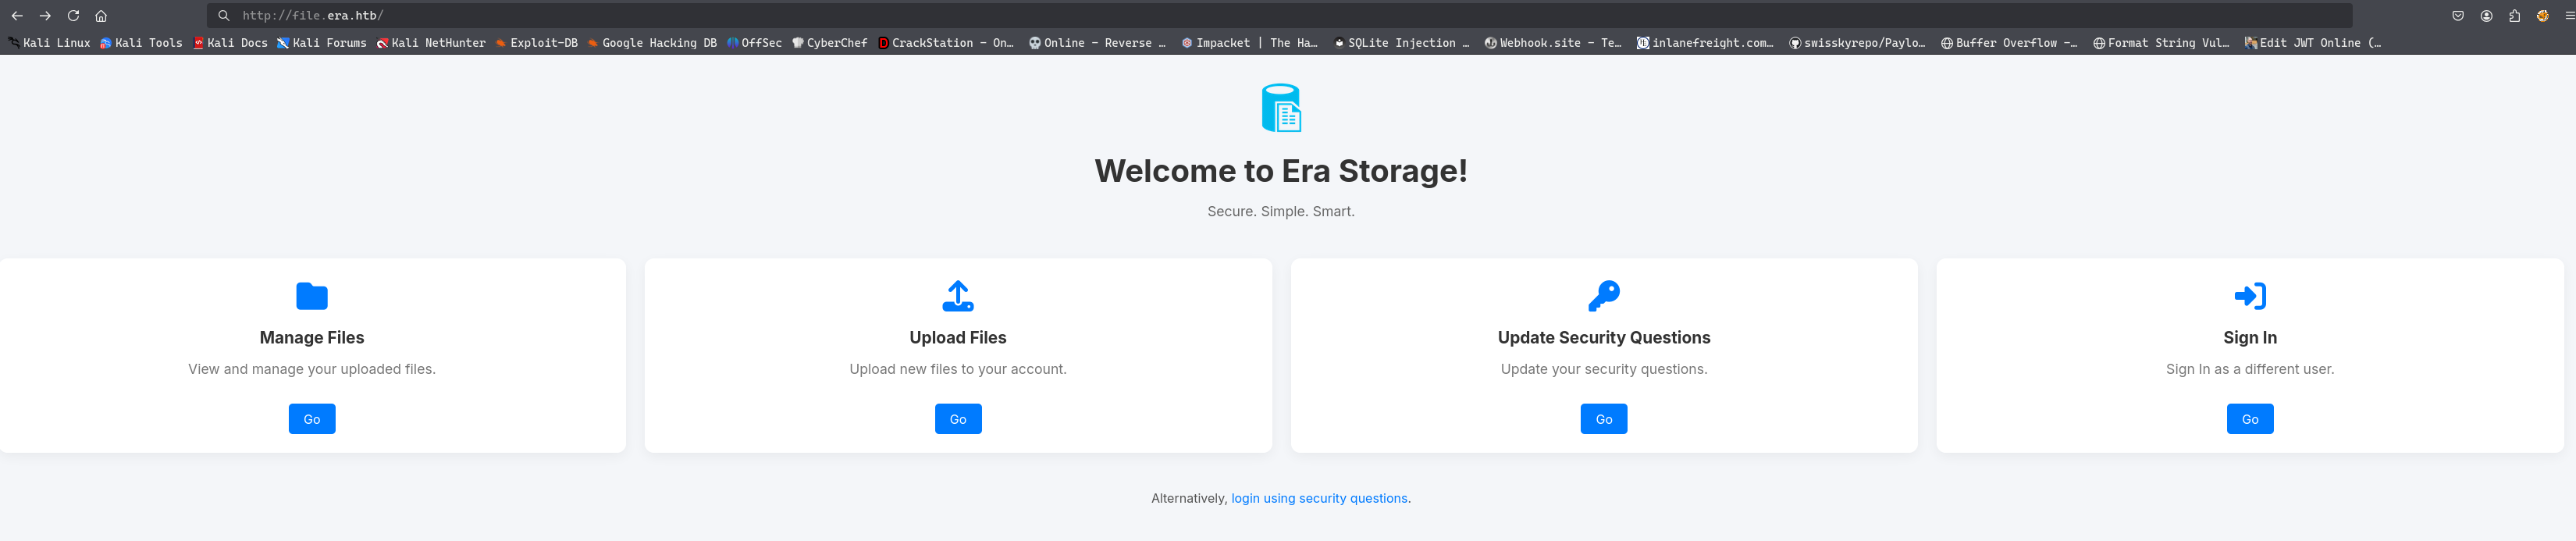 http://file.era.htb/
Kali Linux Kali Tools Kali Docs Kali Forums Kali NetHunter Exploit-DB Google Hacking DB OffSec CyberChef CrackStation - On… Online - Reverse … Impacket | The Ha… SQLite Injection … Webhook.site - Te… inlanefreight.com… swisskyrepo/Paylo… Buffer Overflow -… Format String Vul… Edit JWT Online (…
Welcome to Era Storage!
Secure. Simple. Smart.
Manage Files
View and manage your uploaded files.
Go
Upload Files
Upload new files to your account.
Go
Update Security Questions
Update your security questions.
Go
Sign In
Sign In as a different user.
Go
Alternatively, login using security questions.